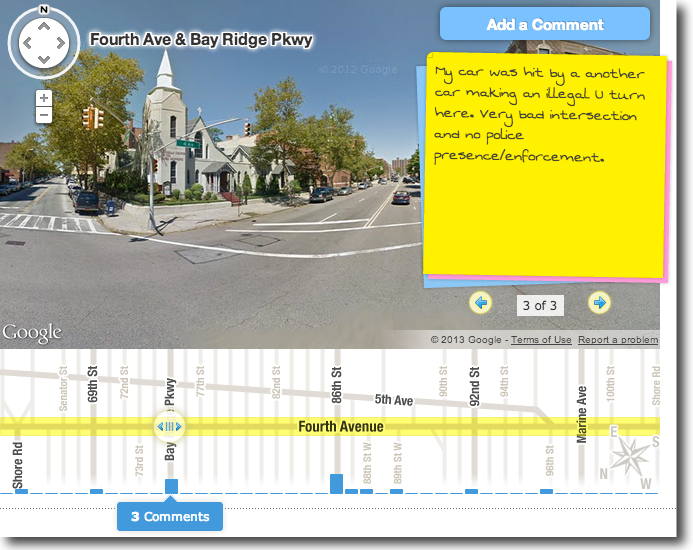 N
Add a Comment
Fourth Ave & Bay Ridge Pkwy
© 2012 Google
My car was hit by a another
car making an illegal U turn
here. Very bad intersection
and no police
presence/enforcement.
4 Ave
3 of 3
Google
© 2013 Google - Terms of Use Report a problem
Senator St
69th St
72nd St
Pkwy
77th St
82nd St
86th St
5th Ave
90th St
92nd St
94th St
Marine Ave
100th St
Shore Rd
Fourth Avenue
Shore Rd
73rd St
Bay
88th St W
89th St W
96th St
E
S
N
W
3 Comments